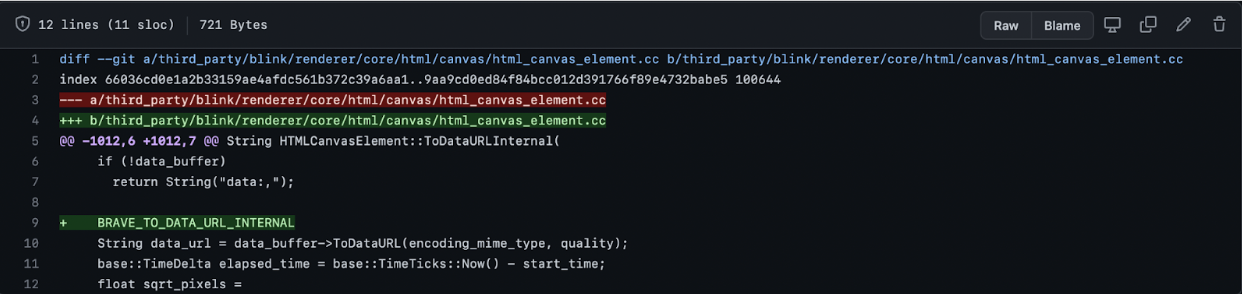 12 lines (11 sloc) 721 Bytes Raw Blame
1 diff --git a/third_party/blink/renderer/core/html/canvas/html_canvas_element.cc b/third_party/blink/renderer/core/html/canvas/html_canvas_element.cc
2 index 66036cd0e1a2b33159ae4afdc561b372c39a6aa1..9aa9cd0ed84f84bcc012d391766f89e4732babe5 100644
3 --- a/third_party/blink/renderer/core/html/canvas/html_canvas_element.cc
4 +++ b/third_party/blink/renderer/core/html/canvas/html_canvas_element.cc
5 @@ -1012,6 +1012,7 @@ String HTMLCanvasElement::ToDataURLInternal(
6 if (!data_buffer)
7 return String("data:,");
8
9 + BRAVE_TO_DATA_URL_INTERNAL
10 String data_url = data_buffer->ToDataURL(encoding_mime_type, quality);
11 base::TimeDelta elapsed_time = base::TimeTicks::Now() - start_time;
12 float sqrt_pixels =